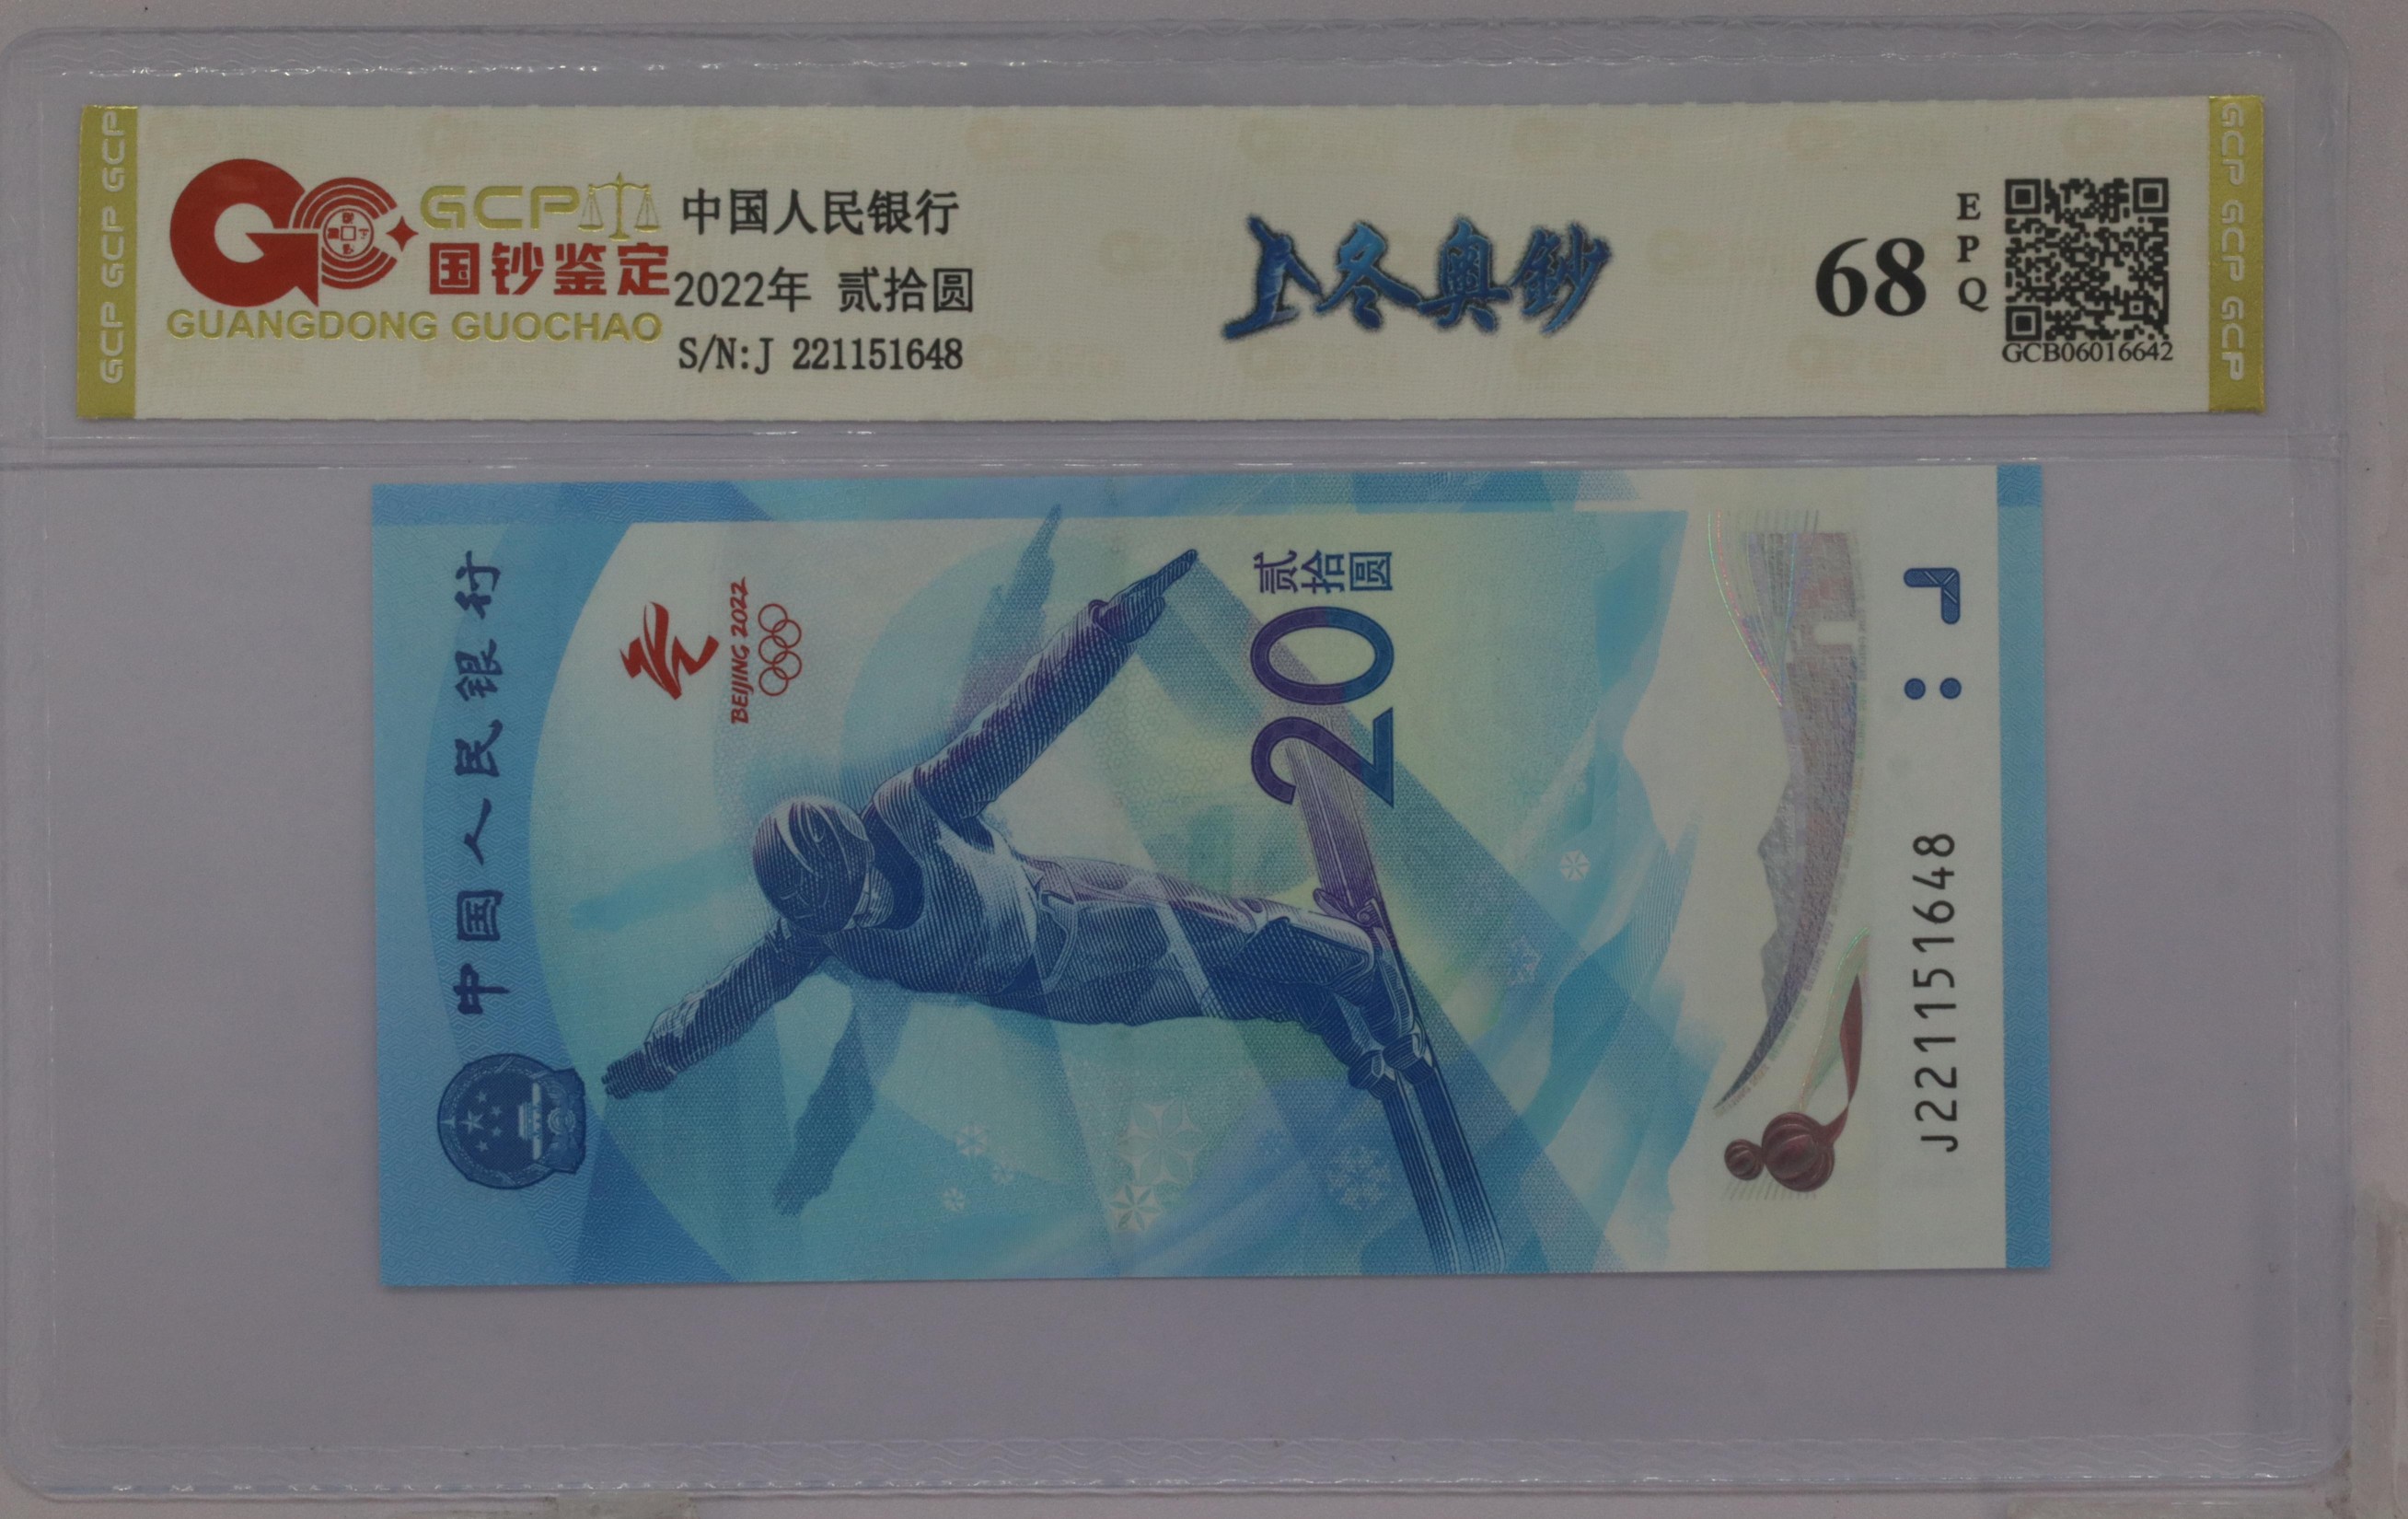 GCP GCP GCP
GCP
国钞鉴定
GUANGDONG GUOCHAO
中国人民银行
2022年 贰拾圆
S/N:J 221151648
上冬奥鈔
68
EPQ
GCB06016642
GCP GCP GCP
中国人民银行
BEIJING 2022
贰拾圆
20
J221151648